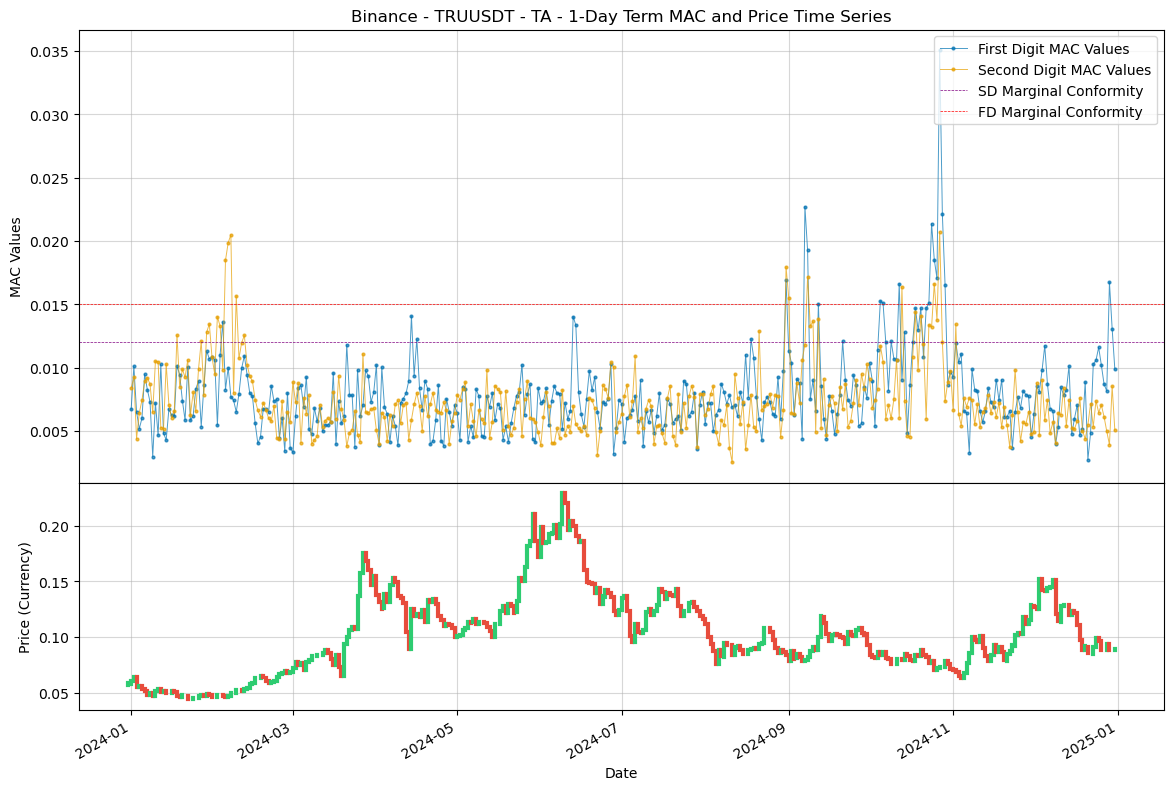 Binance - TRUUSDT - TA - 1-Day Term MAC and Price Time Series
First Digit MAC Values
Second Digit MAC Values
SD Marginal Conformity
FD Marginal Conformity
MAC Values
0.035
0.030
0.025
0.020
0.015
0.010
0.005
Price (Currency)
0.20
0.15
0.10
0.05
2024-01
2024-03
2024-05
2024-07
2024-09
2024-11
2025-01
Date